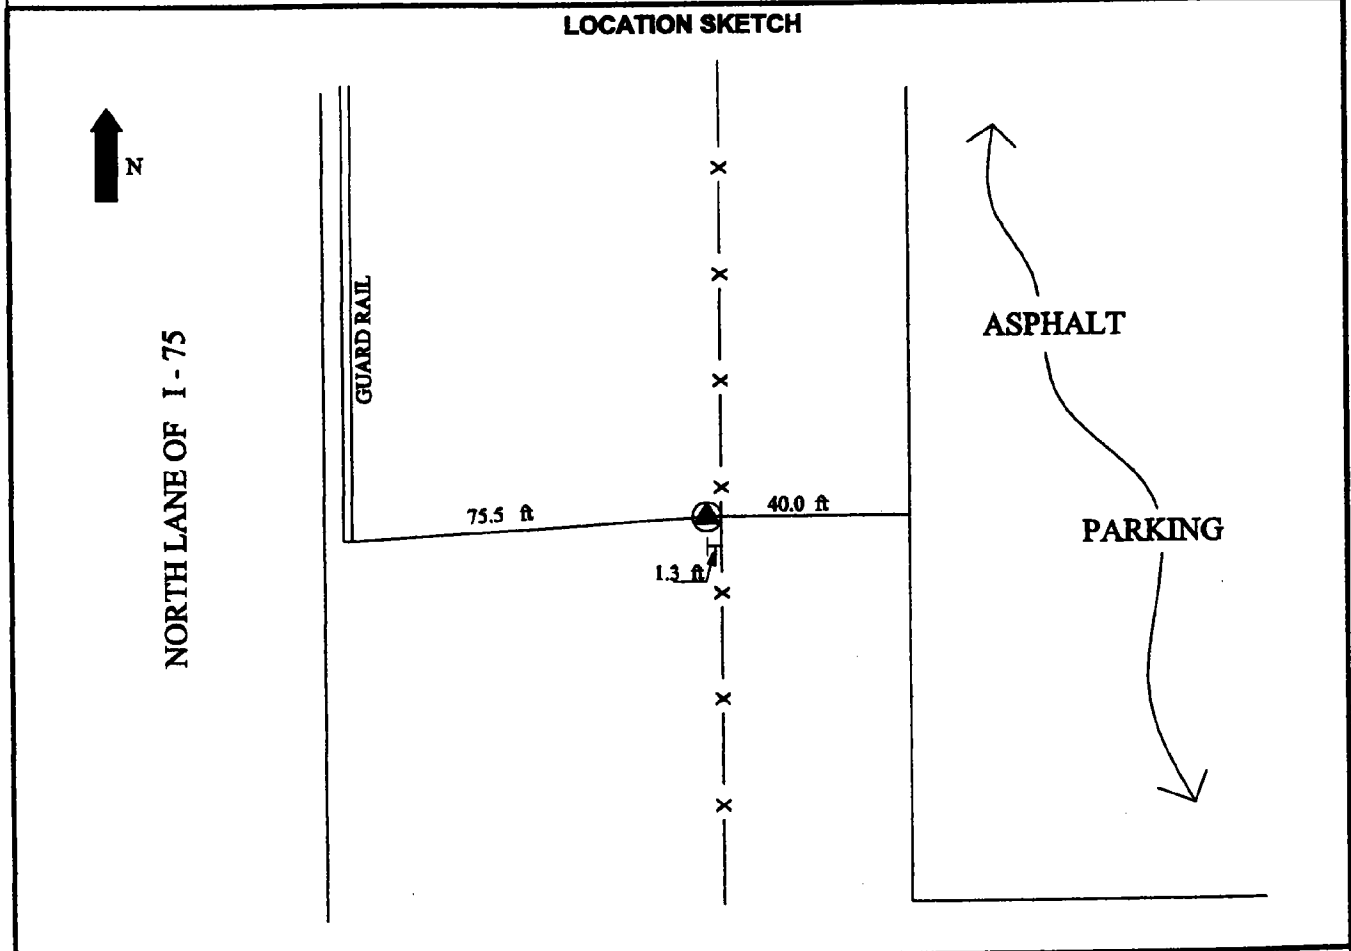 LOCATION SKETCH
N
GUARD RAIL
NORTH LANE OF I-75
ASPHALT
75.5 ft
40.0 ft
PARKING
1.3 ft